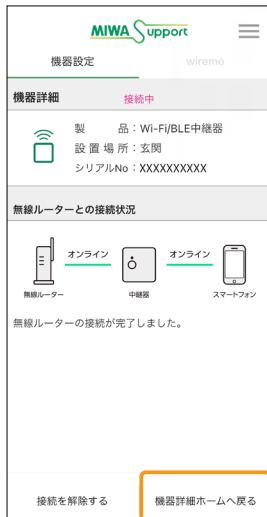 MIWA Support
機器設定 wiremo
機器詳細 接続中
製 品：Wi-Fi/BLE中継器
設置場所：玄関
シリアルNo：XXXXXXXXXX
無線ルーターとの接続状況
オンライン オンライン
無線ルーター 中継器 スマートフォン
無線ルーターの接続が完了しました。
接続を解除する 機器詳細ホームへ戻る